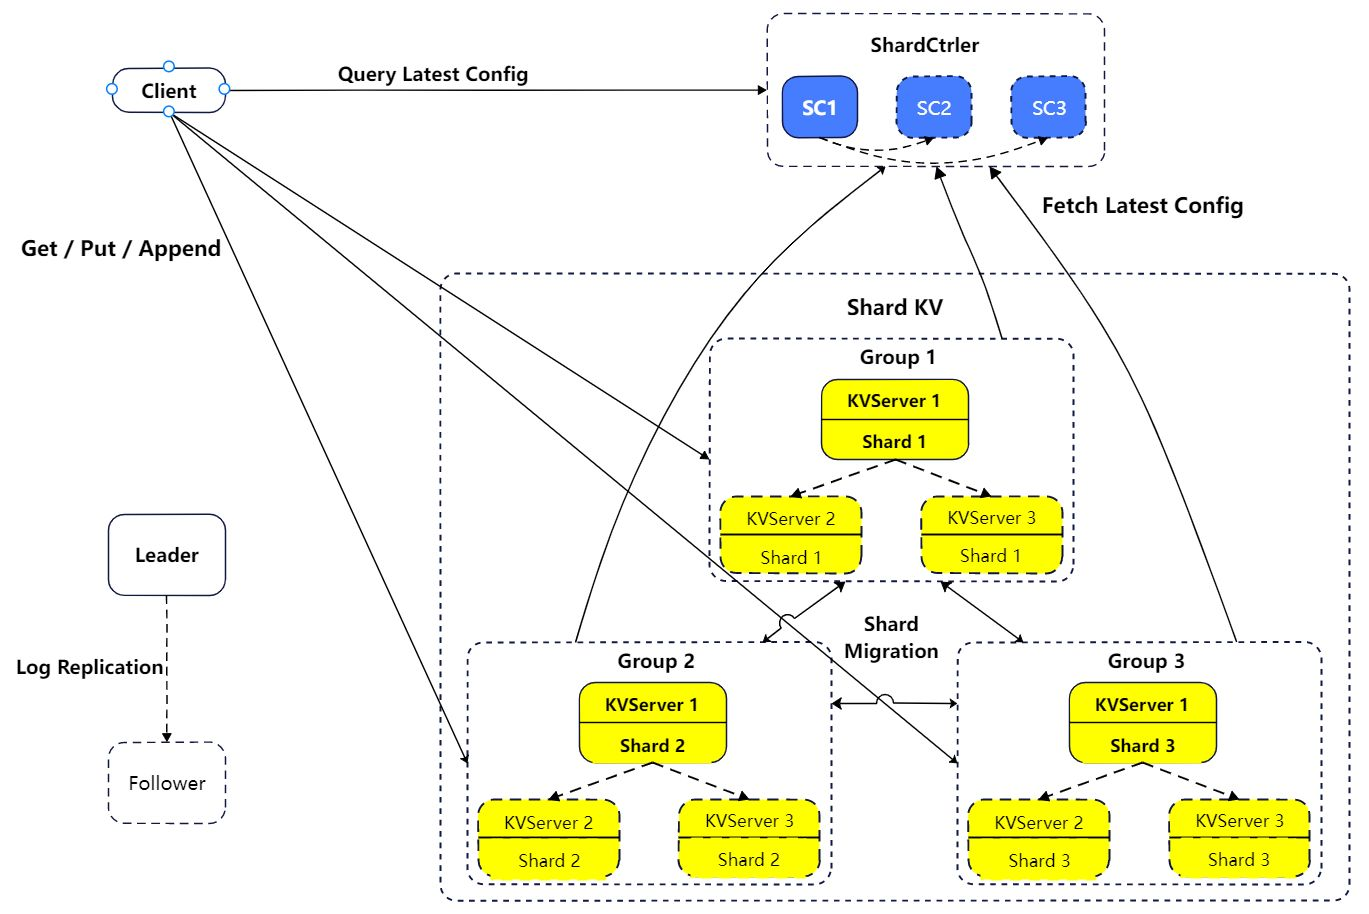 ShardCtrler
Client
Query Latest Config
SC1
SC2
SC3
Fetch Latest Config
Get / Put / Append
Shard KV
Group 1
KVServer 1
Shard 1
KVServer 2
Shard 1
KVServer 3
Shard 1
Leader
Log Replication
Follower
Shard
Migration
Group 2
KVServer 1
Shard 2
KVServer 2
Shard 2
KVServer 3
Shard 2
Group 3
KVServer 1
Shard 3
KVServer 2
Shard 3
KVServer 3
Shard 3